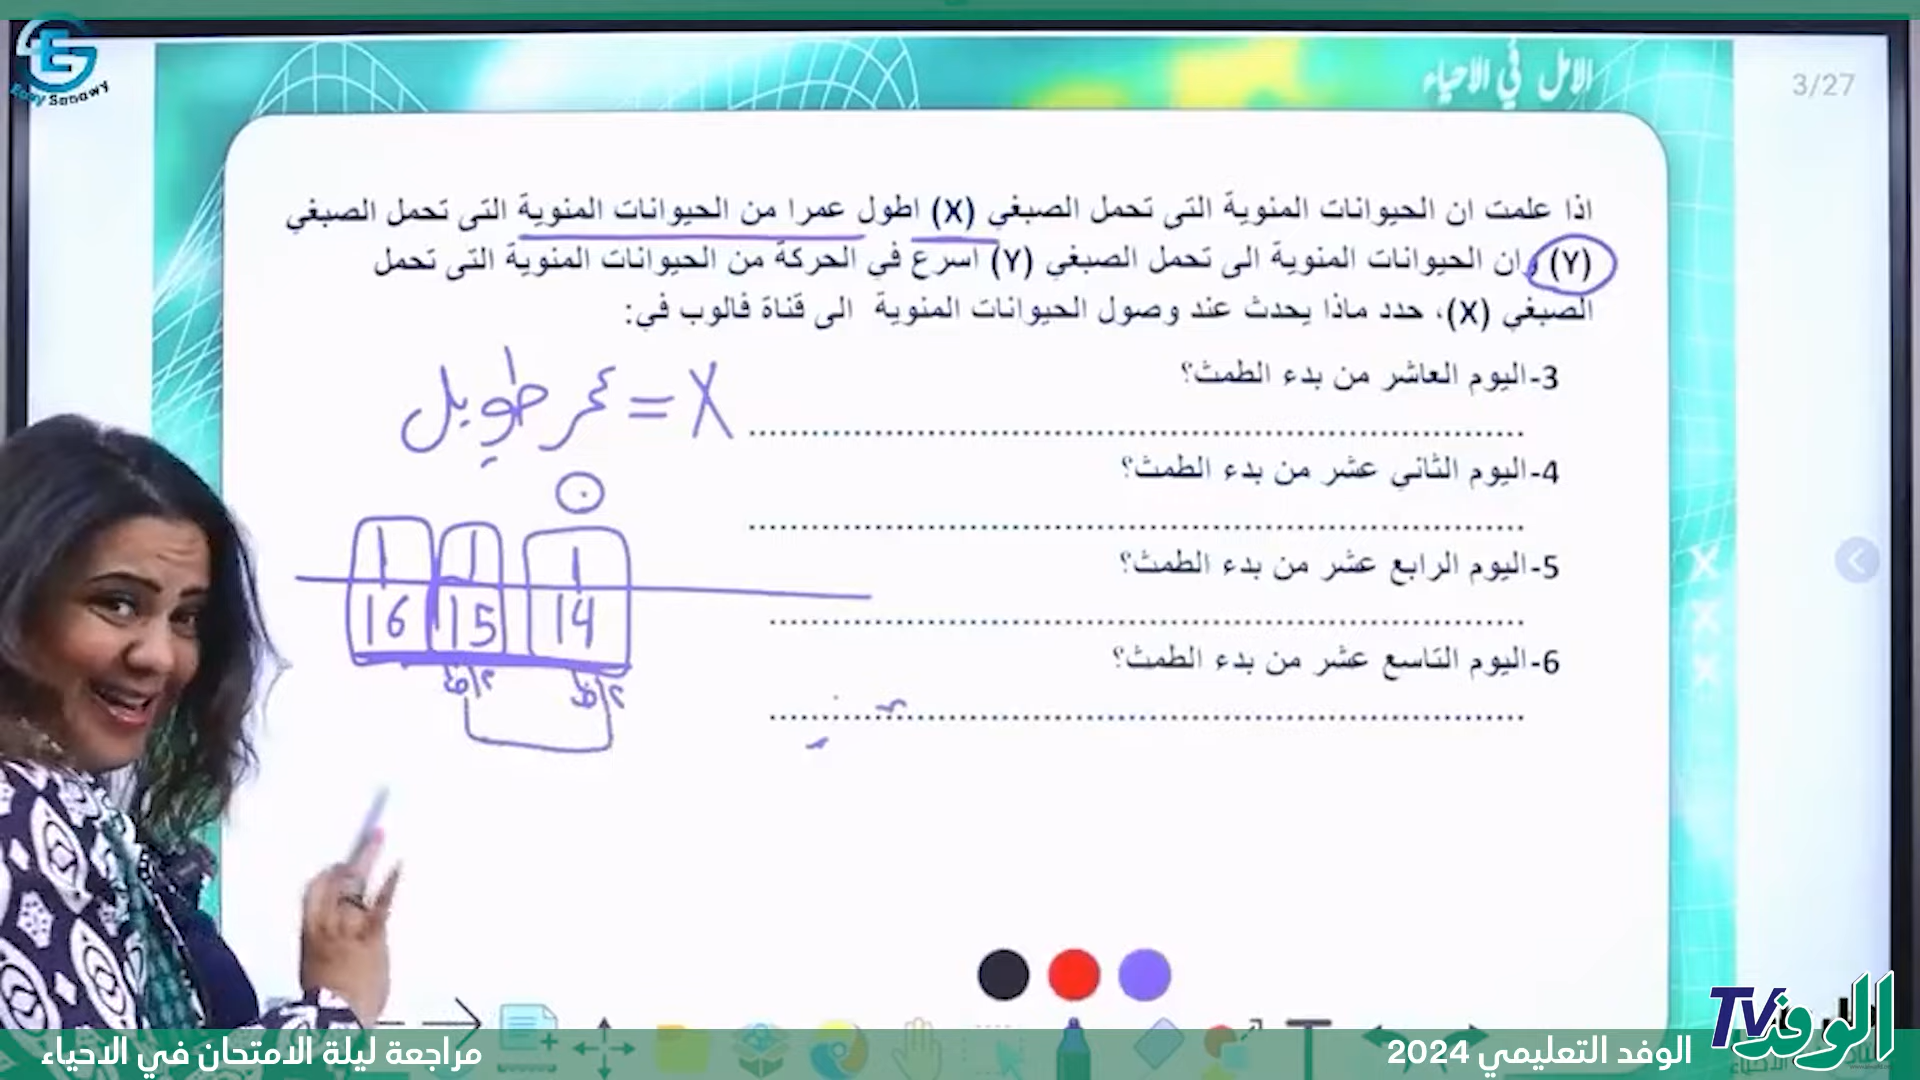 Easy Sanawy
الامل في الاحياء
3/27
اذا علمت ان الحيوانات المنوية التى تحمل الصبغي (X) اطول عمرا من الحيوانات المنوية التى تحمل الصبغي
(Y) وان الحيوانات المنوية الى تحمل الصبغي (Y) اسرع في الحركة من الحيوانات المنوية التى تحمل
الصبغي (X)، حدد ماذا يحدث عند وصول الحيوانات المنوية الى قناة فالوب في:
3-اليوم العاشر من بدء الطمث؟
X = عمر طويل
4-اليوم الثاني عشر من بدء الطمث؟
5-اليوم الرابع عشر من بدء الطمث؟
16 15 14
6-اليوم التاسع عشر من بدء الطمث؟
الوفد TV
الوفد التعليمي 2024
مراجعة ليلة الامتحان في الاحياء